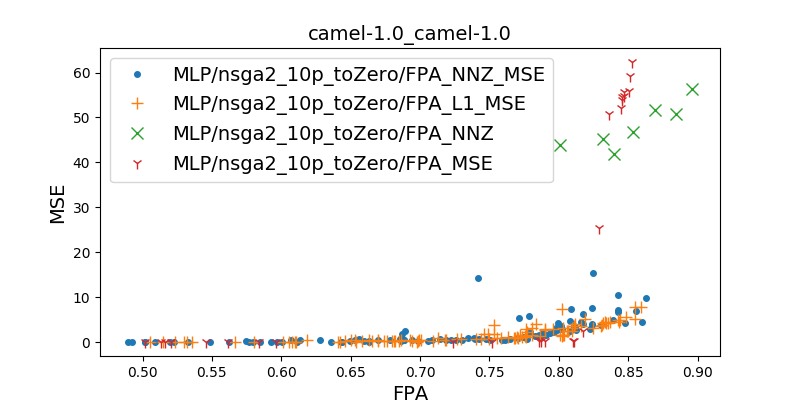 camel-1.0_camel-1.0
MLP/nsga2_10p_toZero/FPA_NNZ_MSE
MLP/nsga2_10p_toZero/FPA_L1_MSE
MLP/nsga2_10p_toZero/FPA_NNZ
MLP/nsga2_10p_toZero/FPA_MSE
MSE
60
50
40
30
20
10
0
0.50 0.55 0.60 0.65 0.70 0.75 0.80 0.85 0.90
FPA